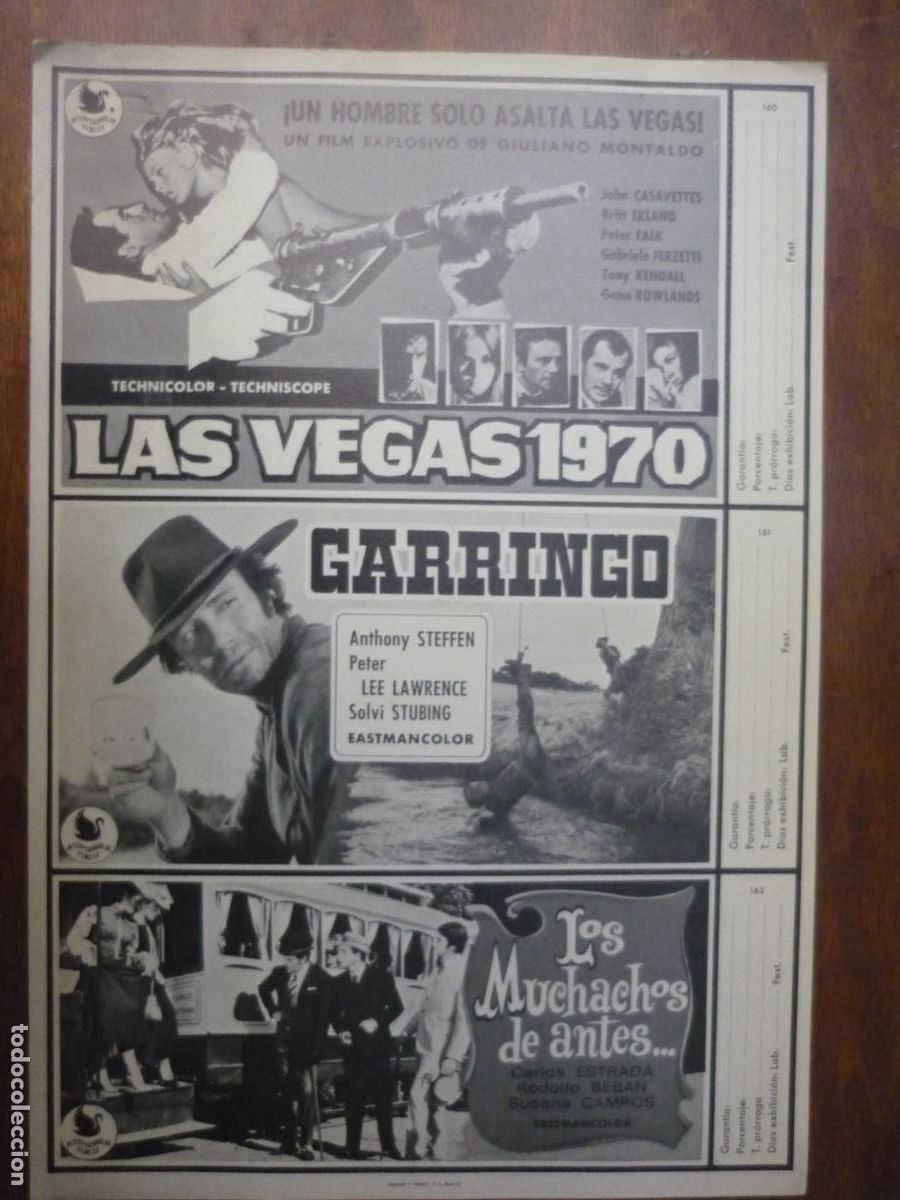 ¡UN HOMBRE SOLO ASALTA LAS VEGAS!
UN FILM EXPLOSIVO DE GIULIANO MONTALDO
John CASAVETTES
Britt EKLAND
Peter FALK
Gabriele FERZETTI
Tony KENDALL
Gena ROWLANDS
TECHNICOLOR - TECHNISCOPE
LAS VEGAS 1970
160
Garantía:
Porcentaje:
T. prórroga:
Días exhibición: Lab. Fest.
GARRINGO
Anthony STEFFEN
Peter
LEE LAWRENCE
Solvi STUBING
EASTMANCOLOR
161
Garantía:
Porcentaje:
T. prórroga:
Días exhibición: Lab. Fest.
Los
Muchachos
de antes...
Carlos ESTRADA
Rodolfo BEBAN
Susana CAMPOS
EASTMANCOLOR
162
Garantía:
Porcentaje:
T. prórroga
Días exhibición: Lab. Fest.
todocoleccion